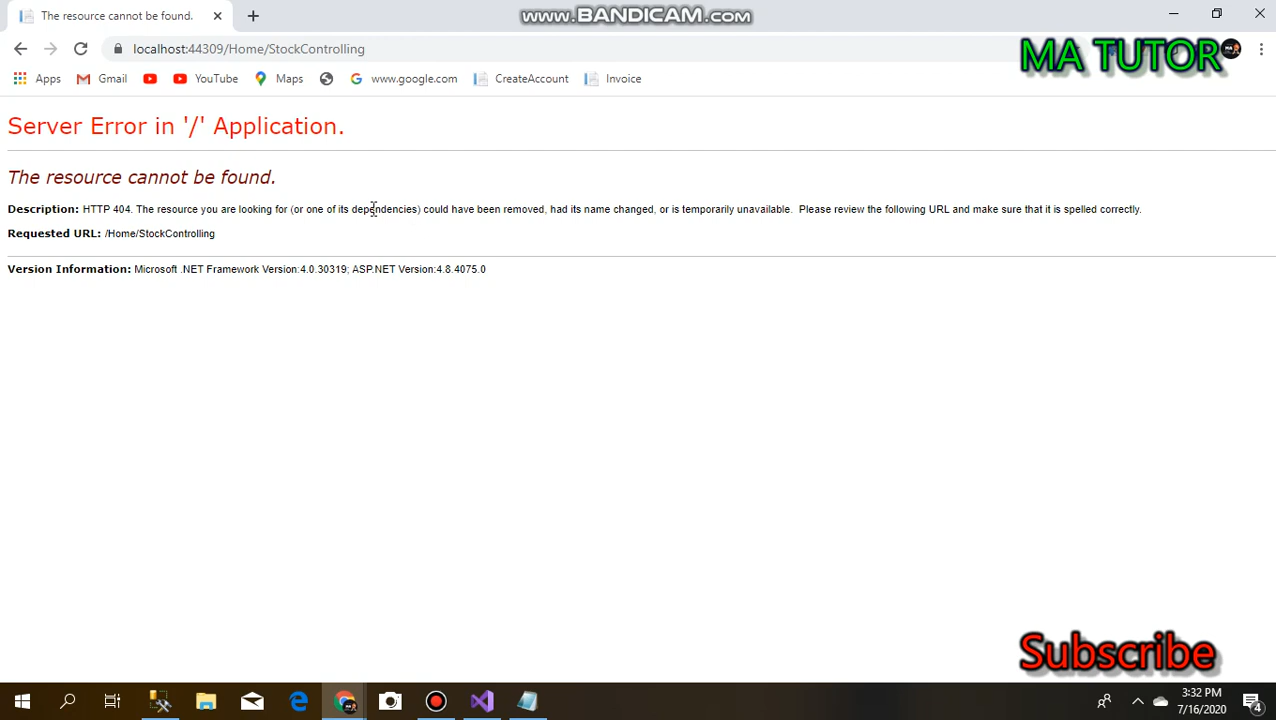 The resource cannot be found.
www.BANDICAM.com
localhost:44309/Home/StockControlling
MA TUTOR
Apps
Gmail
YouTube
Maps
www.google.com
CreateAccount
Invoice
Server Error in '/' Application.
The resource cannot be found.
Description: HTTP 404. The resource you are looking for (or one of its dependencies) could have been removed, had its name changed, or is temporarily unavailable. Please review the following URL and make sure that it is spelled correctly.
Requested URL: /Home/StockControlling
Version Information: Microsoft .NET Framework Version:4.0.30319; ASP.NET Version:4.8.4075.0
Subscribe
3:32 PM
7/16/2020
4